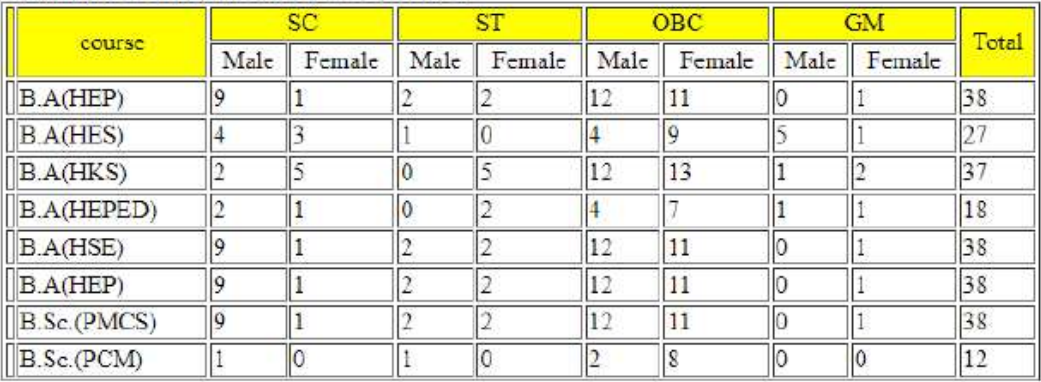 course SC ST OBC GM Total
Male Female Male Female Male Female Male Female
B.A(HEP) 9 1 2 2 12 11 0 1 38
B.A(HES) 4 3 1 0 4 9 5 1 27
B.A(HKS) 2 5 0 5 12 13 1 2 37
B.A(HEPED) 2 1 0 2 4 7 1 1 18
B.A(HSE) 9 1 2 2 12 11 0 1 38
B.A(HEP) 9 1 2 2 12 11 0 1 38
B.Sc.(PMCS) 9 1 2 2 12 11 0 1 38
B.Sc.(PCM) 1 0 1 0 2 8 0 0 12